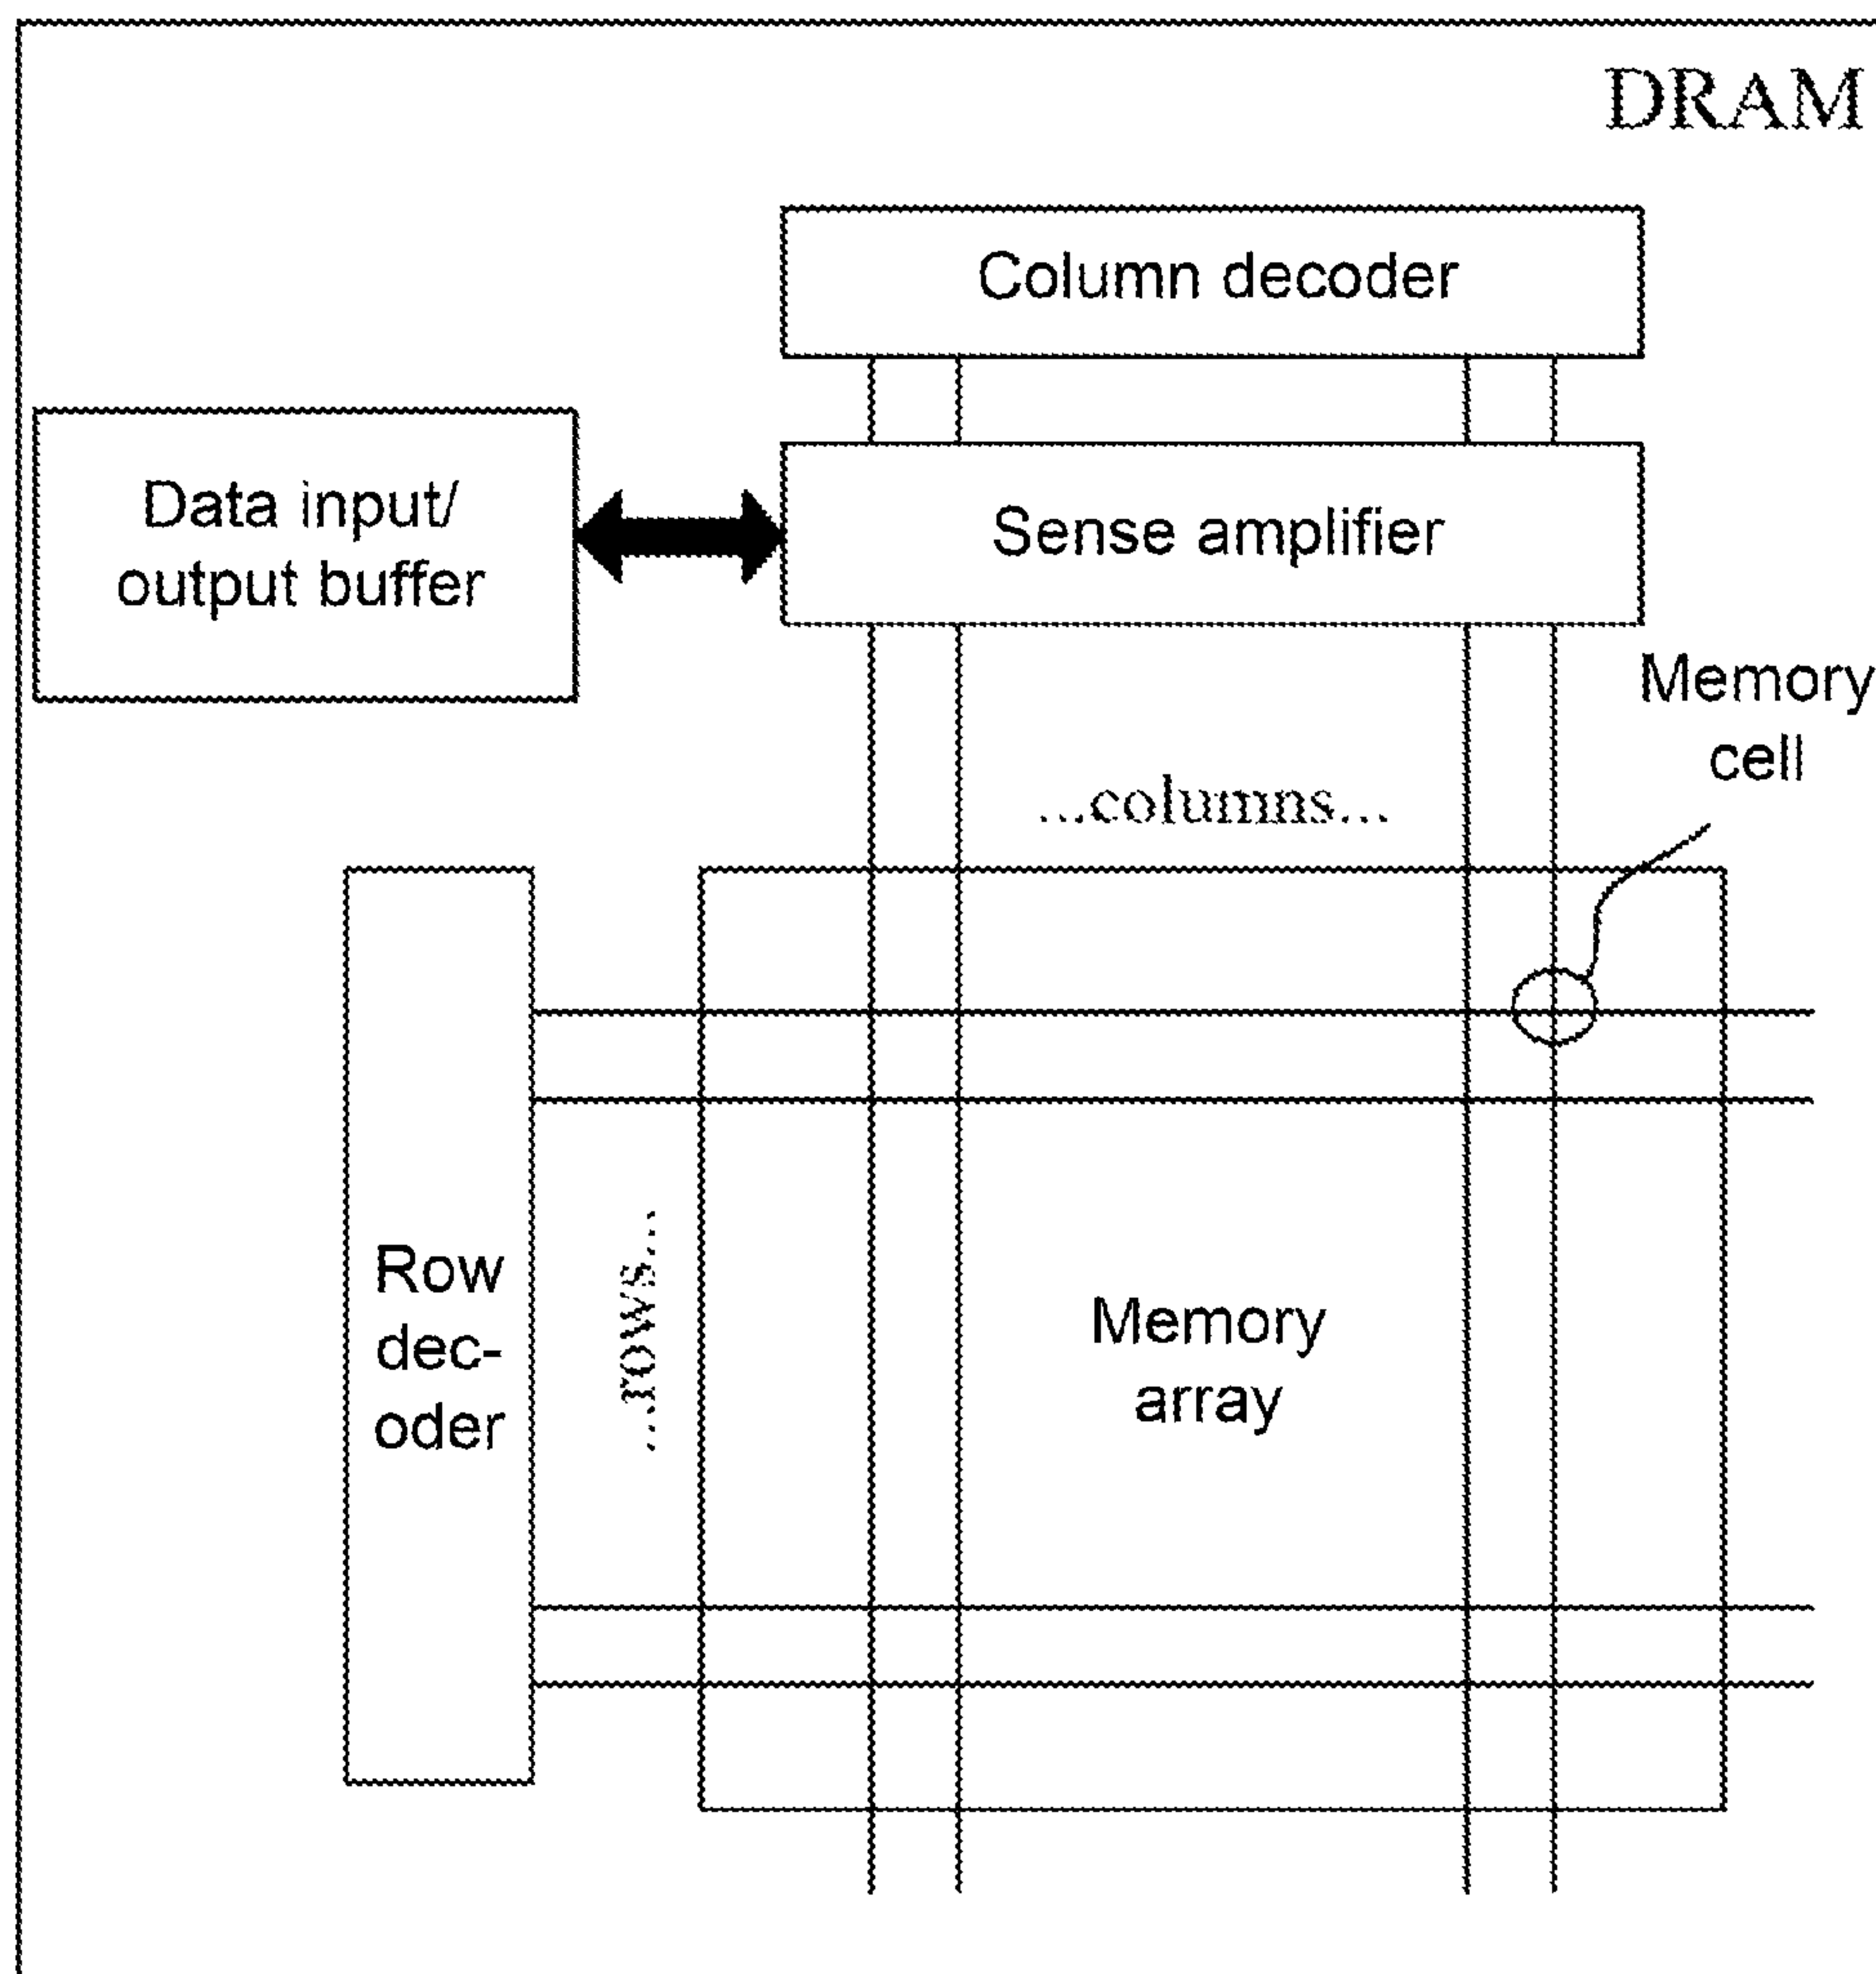 DRAM
Column decoder
Data input/
output buffer
Sense amplifier
Memory
cell
...columns...
Row
dec-
oder
...rows...
Memory
array